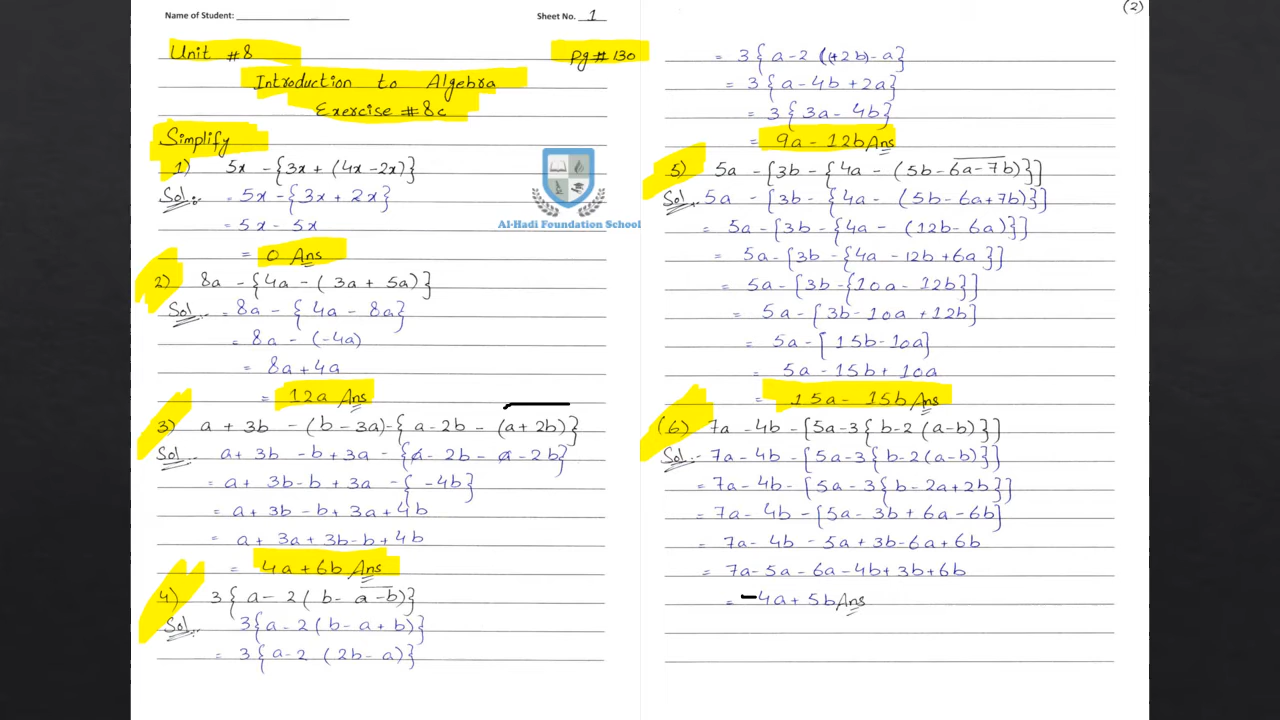 Name of Student:
Sheet No. 1
Unit #8
pg# 130
Introduction to Algebra
Exercise #8c
Simplify
1) 5x - {3x + (4x - 2x)}
Sol: = 5x - {3x + 2x}
= 5x - 5x
= 0 Ans
2) 8a - {4a - (3a + 5a)}
Sol: = 8a - {4a - 8a}
= 8a - (-4a)
= 8a + 4a
= 12a Ans
3) a + 3b - (b - 3a) - {a - 2b - (a + 2b)}
Sol: a + 3b - b + 3a - {a - 2b - a - 2b}
= a + 3b - b + 3a - {-4b}
= a + 3b - b + 3a + 4b
= a + 3a + 3b - b + 4b
= 4a + 6b Ans
4) 3{a - 2(b - a - b)}
Sol: 3{a - 2(b - a + b)}
= 3{a - 2(2b - a)}
Al-Hadi Foundation School
(2)
= 3{a - 2(+2b) - a}
= 3{a - 4b + 2a}
= 3{3a - 4b}
= 9a - 12b Ans
5) 5a - [3b - {4a - (5b - 6a - 7b)}]
Sol: 5a - [3b - {4a - (5b - 6a + 7b)}]
= 5a - [3b - {4a - (12b - 6a)}]
= 5a - [3b - {4a - 12b + 6a}]
= 5a - [3b - {10a - 12b}]
= 5a - [3b - 10a + 12b]
= 5a - [15b - 10a]
= 5a - 15b + 10a
= 15a - 15b Ans
(6) 7a - 4b - [5a - 3{b - 2(a - b)}]
Sol: 7a - 4b - [5a - 3{b - 2(a - b)}]
= 7a - 4b - [5a - 3{b - 2a + 2b}]
= 7a - 4b - [5a - 3b + 6a - 6b]
= 7a - 4b - 5a + 3b - 6a + 6b
= 7a - 5a - 6a - 4b + 3b + 6b
= -4a + 5b Ans